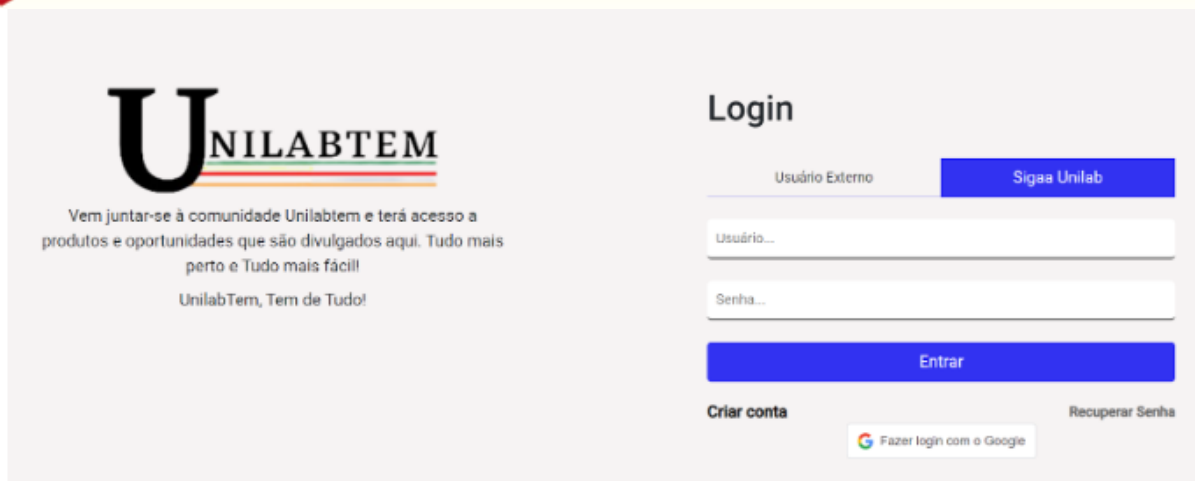 UNILABTEM
Vem juntar-se à comunidade Unilabtem e terá acesso a
produtos e oportunidades que são divulgados aqui. Tudo mais
perto e Tudo mais fácil!
UnilabTem, Tem de Tudo!
Login
Usuário Externo
Sigaa Unilab
Usuário...
Senha...
Entrar
Criar conta
Recuperar Senha
Fazer login com o Google